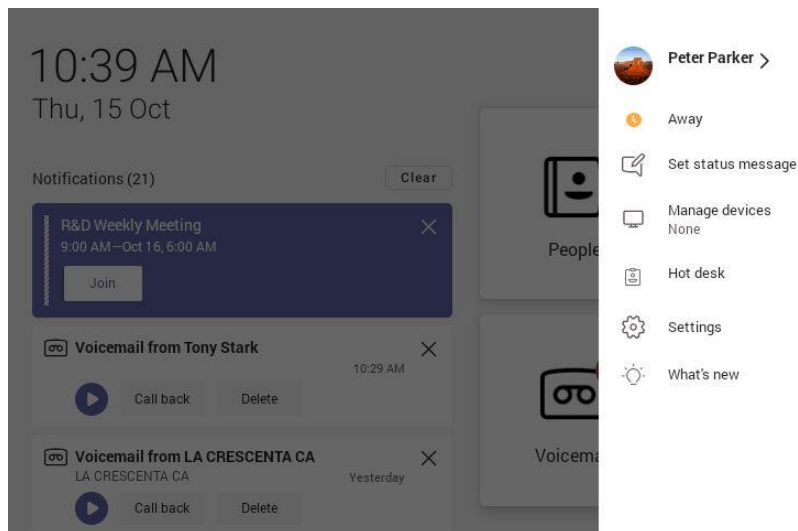 10:39 AM
Thu, 15 Oct
Notifications (21)
Clear
R&D Weekly Meeting
9:00 AM—Oct 16, 6:00 AM
Join
Voicemail from Tony Stark
10:29 AM
Call back
Delete
Voicemail from LA CRESCENTA CA
LA CRESCENTA CA
Yesterday
Call back
Delete
People
Voicema
Peter Parker
Away
Set status message
Manage devices
None
Hot desk
Settings
What's new